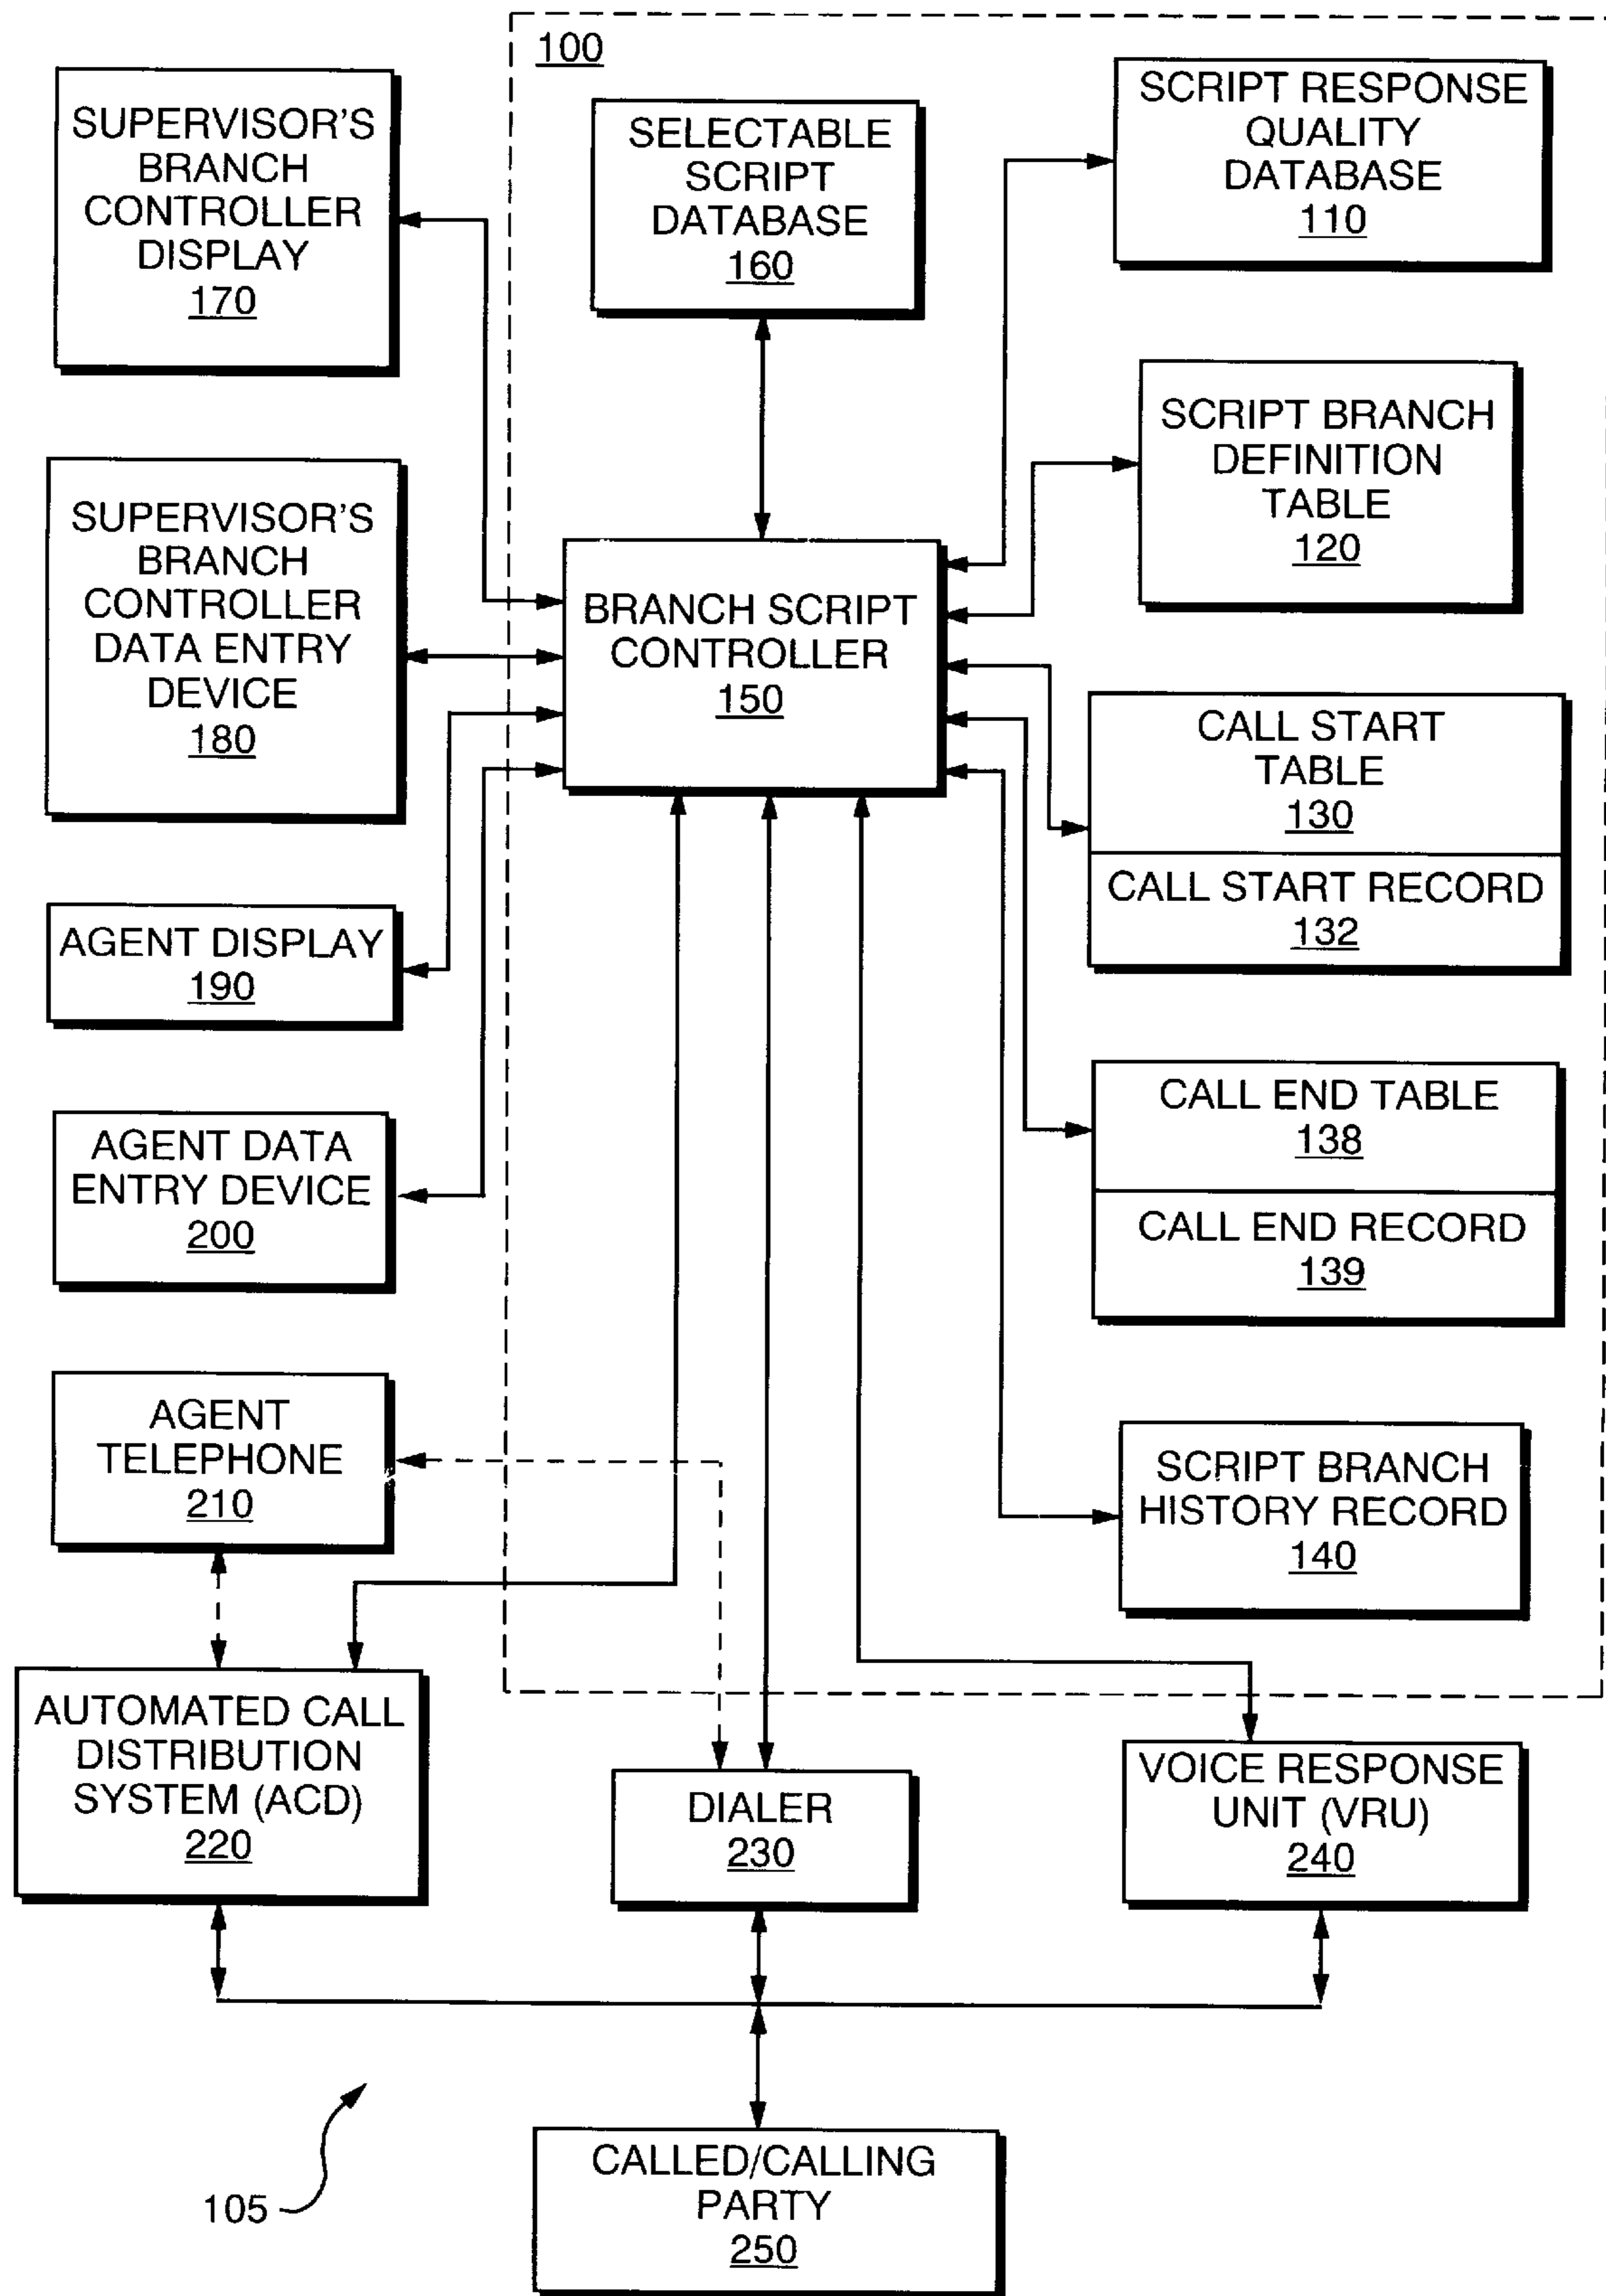 100
SUPERVISOR'S
BRANCH
CONTROLLER
DISPLAY
170
SELECTABLE
SCRIPT
DATABASE
160
SCRIPT RESPONSE
QUALITY
DATABASE
110
SUPERVISOR'S
BRANCH
CONTROLLER
DATA ENTRY
DEVICE
180
BRANCH SCRIPT
CONTROLLER
150
SCRIPT BRANCH
DEFINITION
TABLE
120
CALL START
TABLE
130
CALL START RECORD
132
AGENT DISPLAY
190
AGENT DATA
ENTRY DEVICE
200
CALL END TABLE
138
CALL END RECORD
139
AGENT
TELEPHONE
210
SCRIPT BRANCH
HISTORY RECORD
140
AUTOMATED CALL
DISTRIBUTION
SYSTEM (ACD)
220
DIALER
230
VOICE RESPONSE
UNIT (VRU)
240
105
CALLED/CALLING
PARTY
250